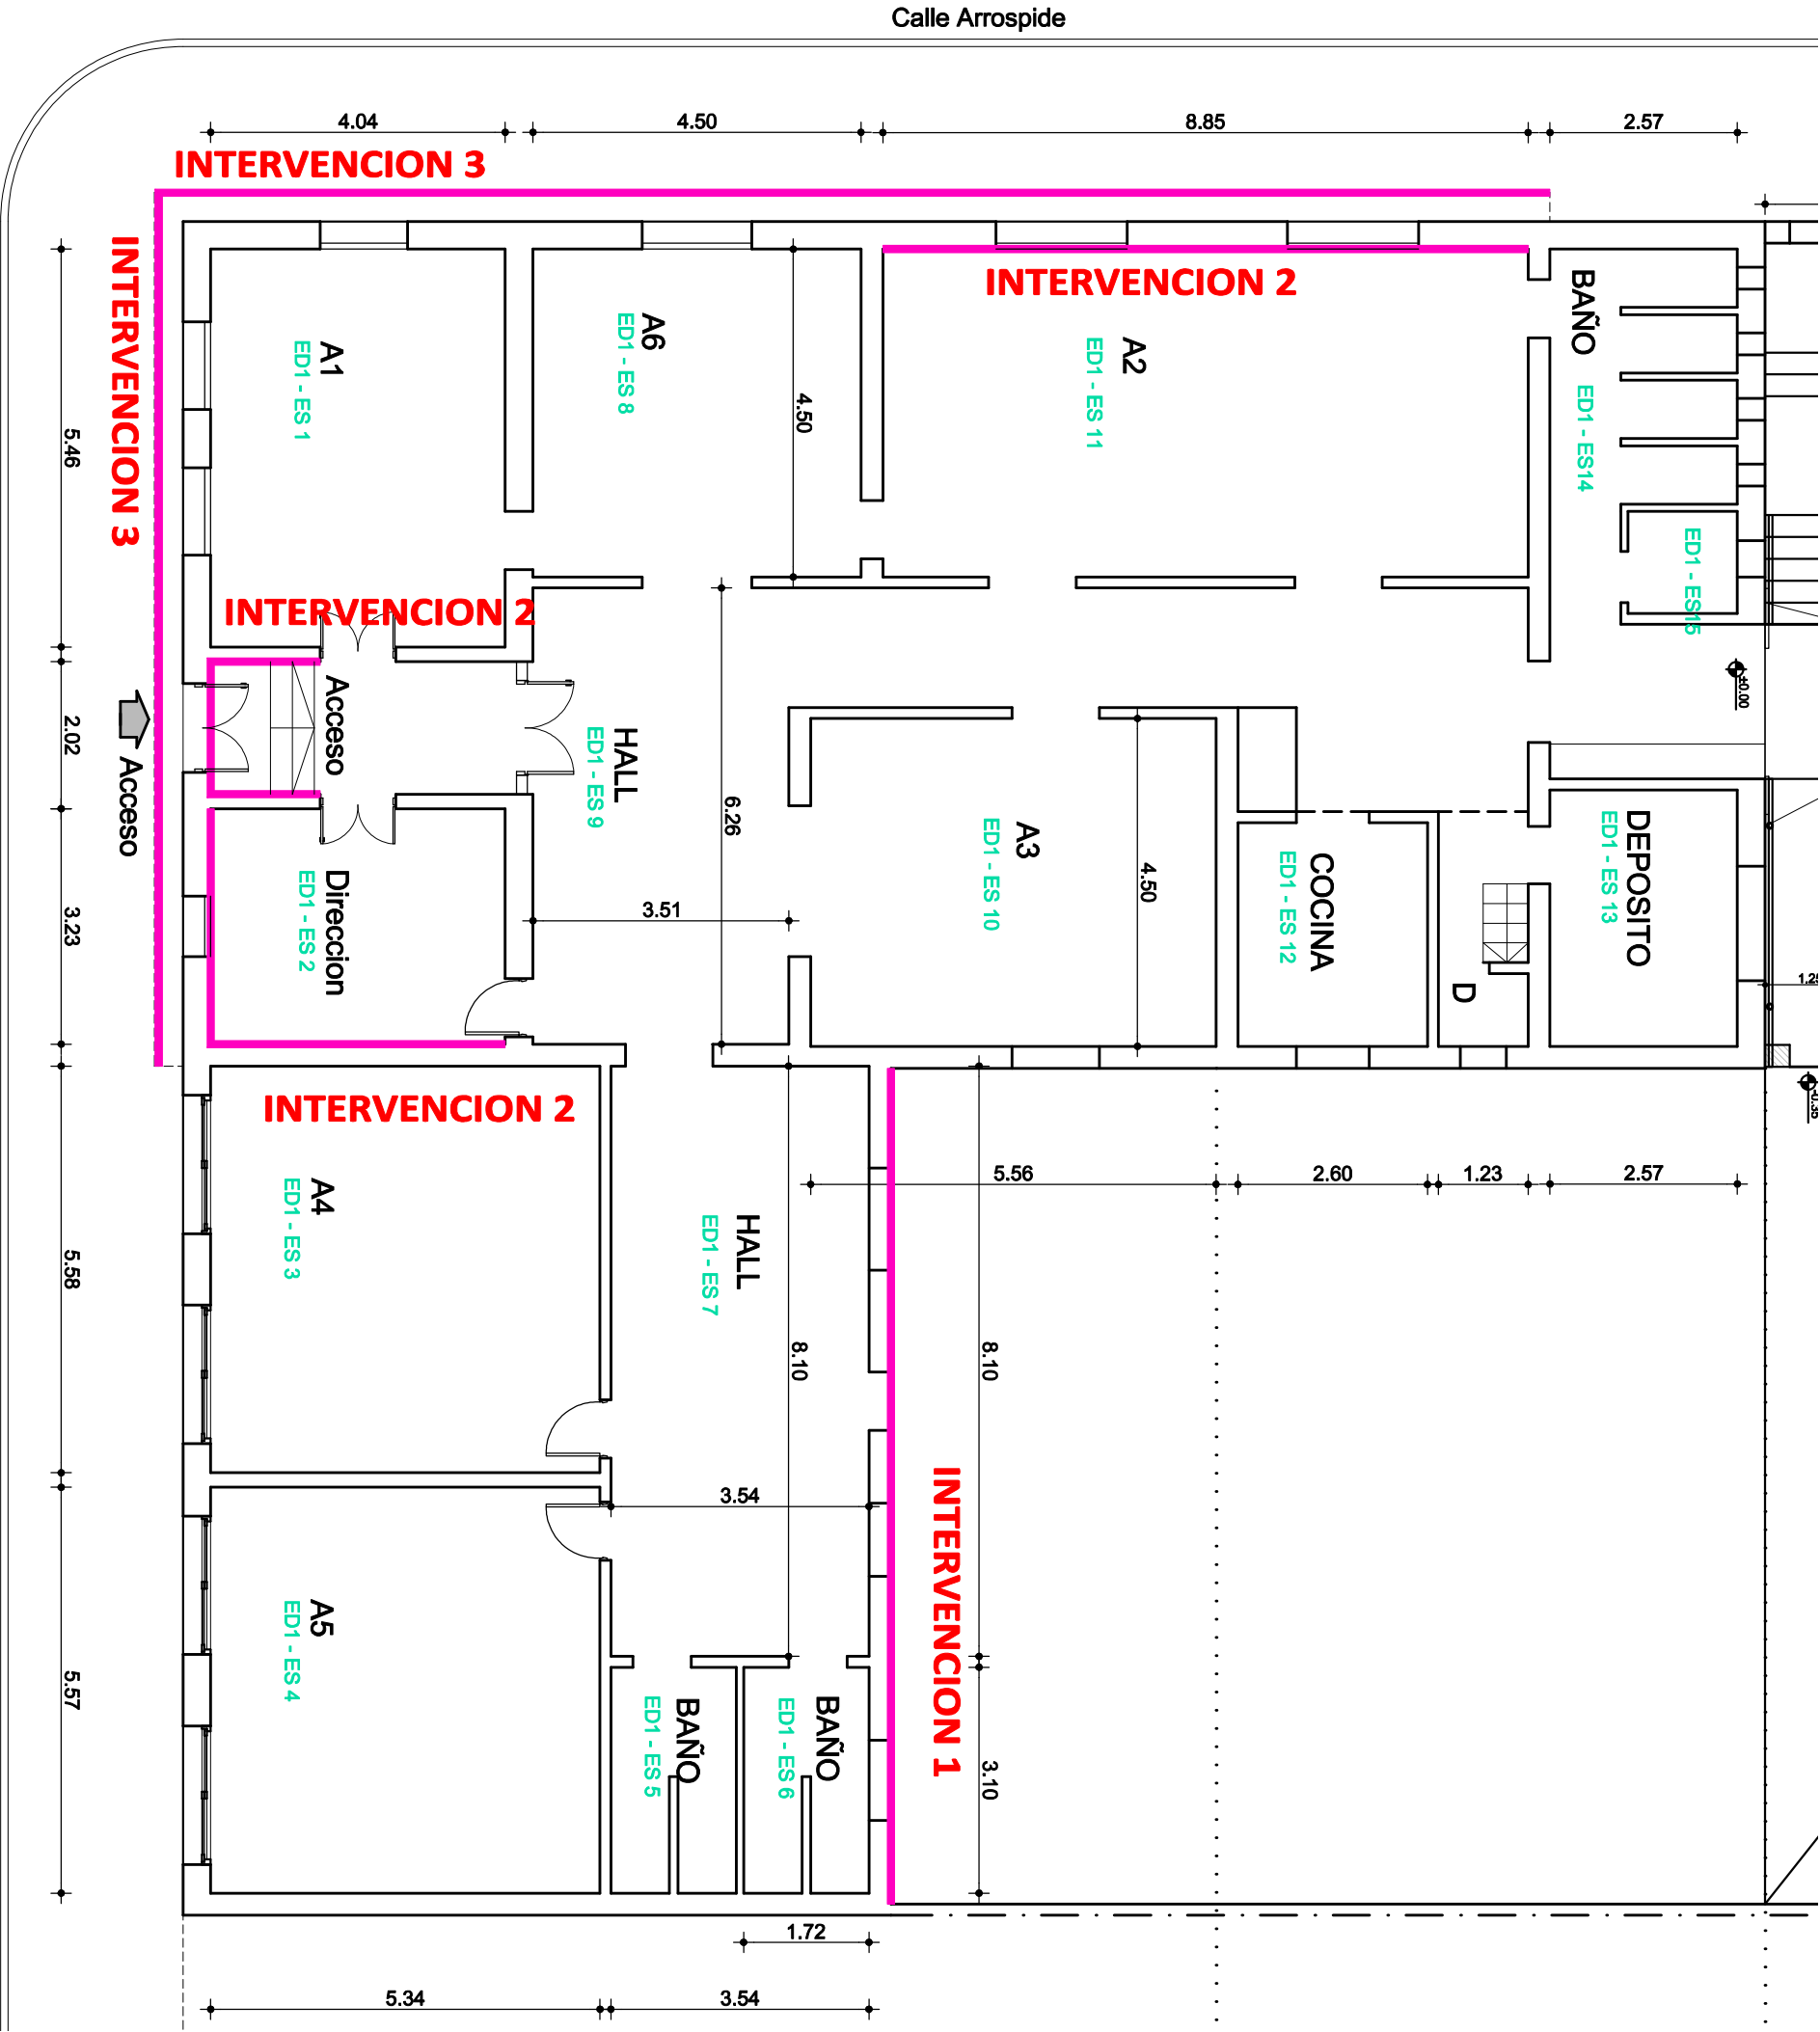 Calle Arrospide
4.04
4.50
8.85
2.57
INTERVENCION 3
INTERVENCION 3
INTERVENCION 2
A1
ED1 - ES 1
A6
ED1 - ES 8
4.50
A2
ED1 - ES 11
BAÑO
ED1 - ES14
ED1 - ES15
5.46
INTERVENCION 2
Acceso
Acceso
2.02
HALL
ED1 - ES 9
6.26
±0.00
3.23
Direccion
ED1 - ES 2
3.51
A3
ED1 - ES 10
4.50
COCINA
ED1 - ES 12
D
DEPOSITO
ED1 - ES 13
1.25
INTERVENCION 2
A4
ED1 - ES 3
5.58
HALL
ED1 - ES 7
8.10
8.10
5.56
2.60
1.23
2.57
3.54
INTERVENCION 1
A5
ED1 - ES 4
5.57
BAÑO
ED1 - ES 5
BAÑO
ED1 - ES 6
3.10
1.72
5.34
3.54